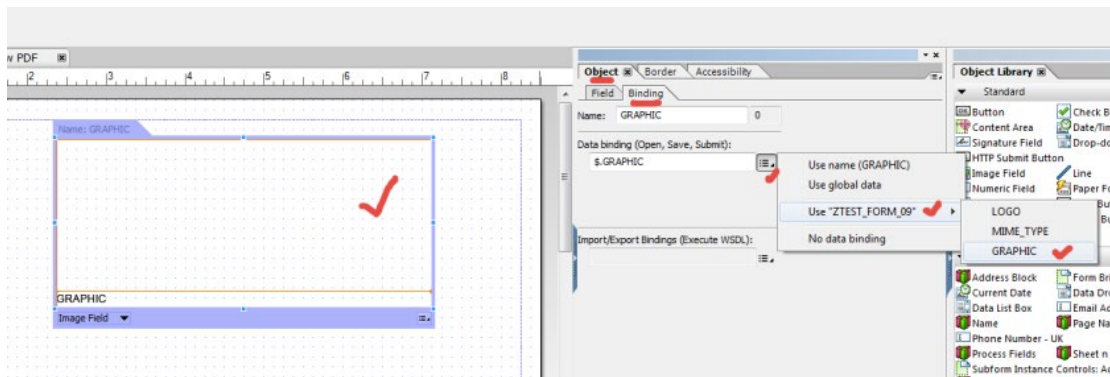 w PDF
2 3 4 5 6 7 8
Name: GRAPHIC
GRAPHIC
Image Field
Object Border Accessibility
Field Binding
Name: GRAPHIC 0
Data binding (Open, Save, Submit):
$.GRAPHIC
Import/Export Bindings (Execute WSDL):
Use name (GRAPHIC)
Use global data
Use "ZTEST_FORM_09"
No data binding
LOGO
MIME_TYPE
GRAPHIC
Object Library
Standard
Button Check B
Content Area Date/Tim
Signature Field Drop-do
HTTP Submit Button
Image Field Line
Numeric Field Paper Fo
Bu
B
Address Block Form Bri
Current Date Data Dro
Data List Box Email Ad
Name Page Na
Phone Number - UK
Process Fields Sheet n
Subform Instance Controls: Ad